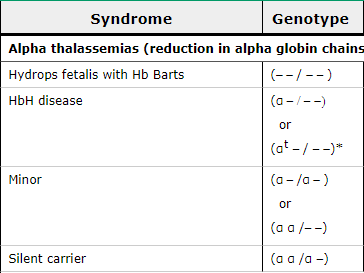 Syndrome Genotype
Alpha thalassemias (reduction in alpha globin chains
Hydrops fetalis with Hb Barts (– – / – – )
HbH disease (α – / – –)
or
(αᵗ – / – –)*
Minor (α – /α – )
or
(α α /– –)
Silent carrier (α α /α –)